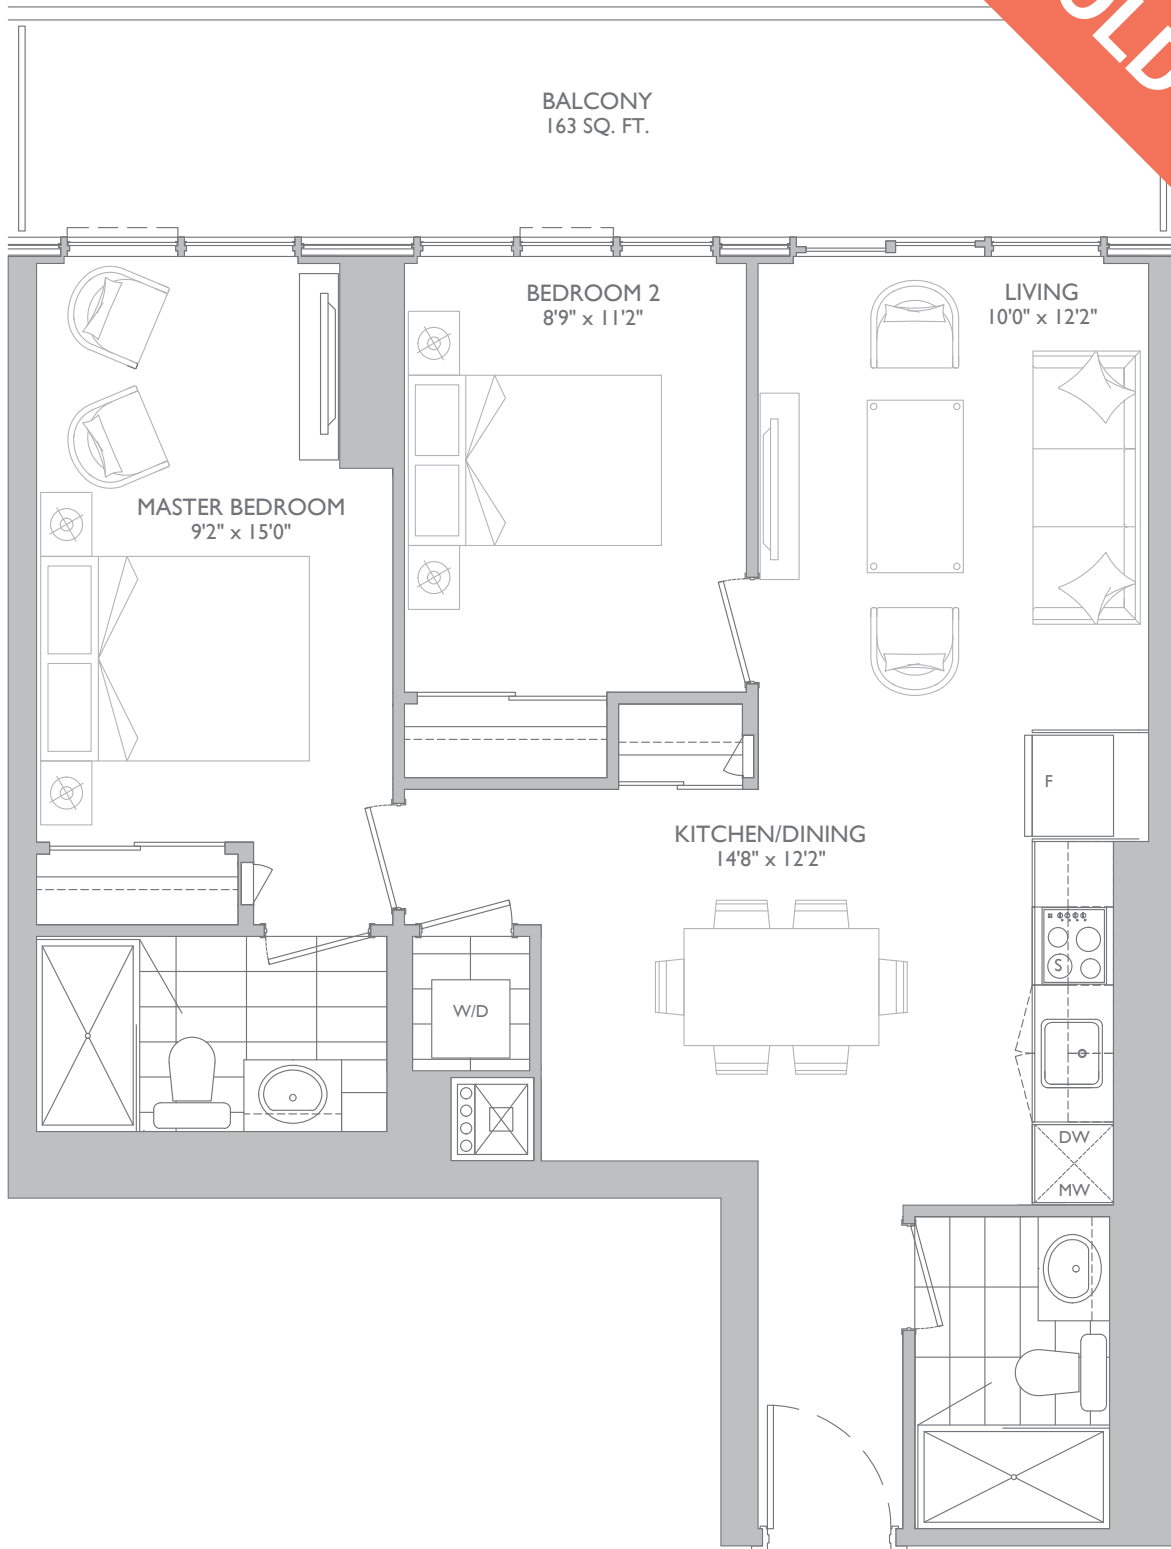 BALCONY
163 SQ. FT.
BEDROOM 2
8'9" x 11'2"
LIVING
10'0" x 12'2"
MASTER BEDROOM
9'2" x 15'0"
F
KITCHEN/DINING
14'8" x 12'2"
S
W/D
DW
MW